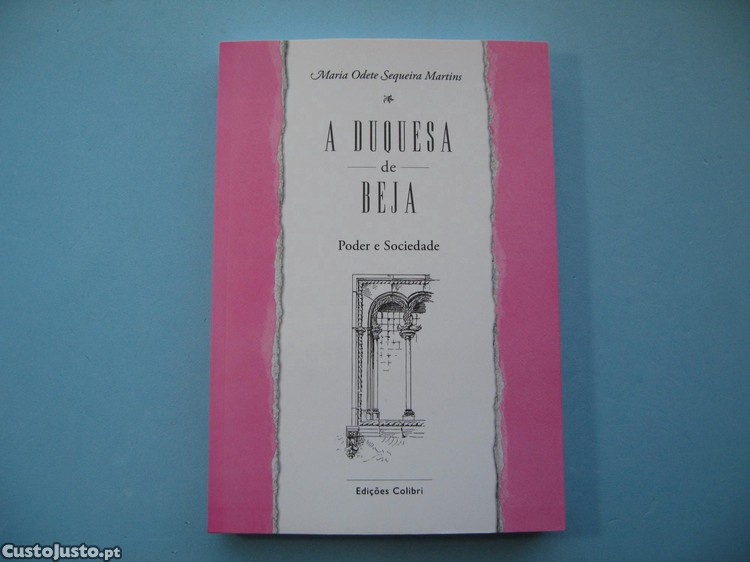 Maria Odete Sequeira Martins
A DUQUESA
de
BEJA
Poder e Sociedade
Edições Colibri
CustoJusto.pt